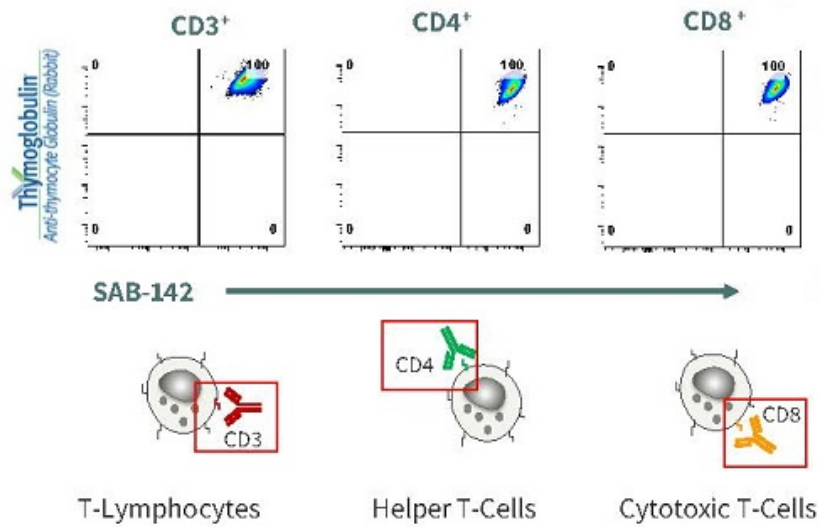 CD3⁺
CD4⁺
CD8⁺
Thymoglobulin
Anti-thymocyte Globulin (Rabbit)
0 100
0 0
0 100
0 0
0 100
0 0
SAB-142
CD3
CD4
CD8
T-Lymphocytes
Helper T-Cells
Cytotoxic T-Cells